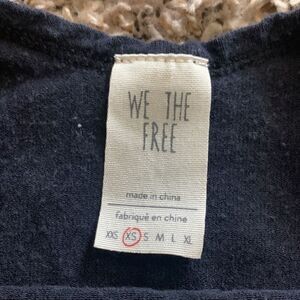 WE THE
FREE
made in china
fabriqué en chine
XXS XS S M L XL